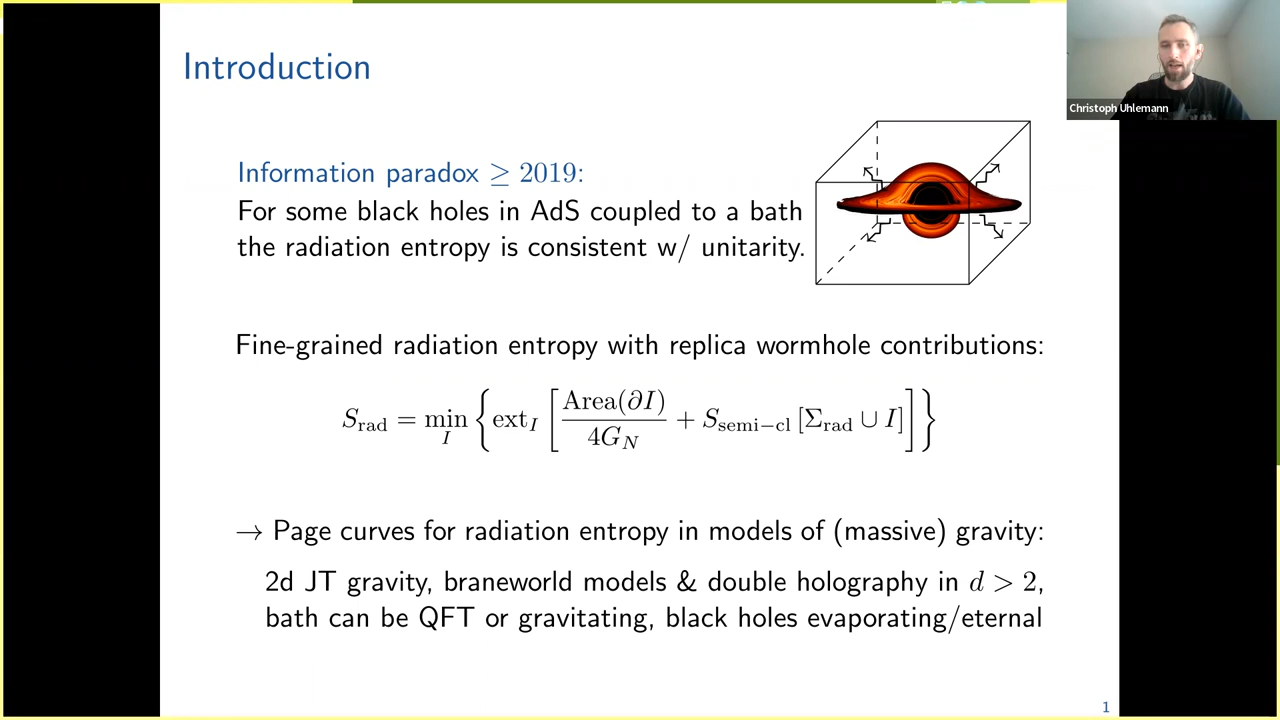 Introduction
Christoph Uhlemann
Information paradox ≥ 2019:
For some black holes in AdS coupled to a bath
the radiation entropy is consistent w/ unitarity.
Fine-grained radiation entropy with replica wormhole contributions:
S_rad = min_I { ext_I [ Area(∂I) / 4G_N + S_semi−cl [Σ_rad ∪ I] ] }
→ Page curves for radiation entropy in models of (massive) gravity:
2d JT gravity, braneworld models & double holography in d > 2,
bath can be QFT or gravitating, black holes evaporating/eternal
1